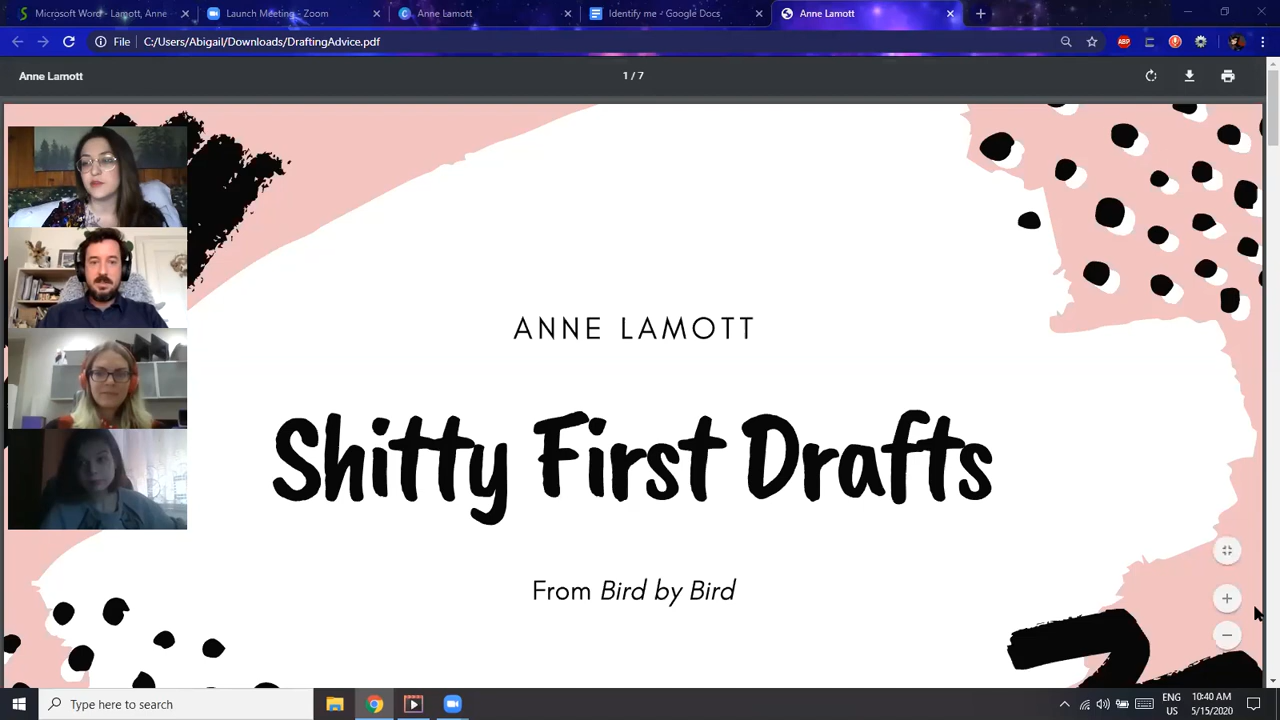 Microsoft Word - Lamott, Anne
Launch Meeting - Zoom
Anne Lamott
Identify me - Google Docs
Anne Lamott
File
C:/Users/Abigail/Downloads/DraftingAdvice.pdf
ABP
Anne Lamott
1 / 7
ANNE LAMOTT
Shitty First Drafts
From Bird by Bird
Type here to search
ENG
US
10:40 AM
5/15/2020